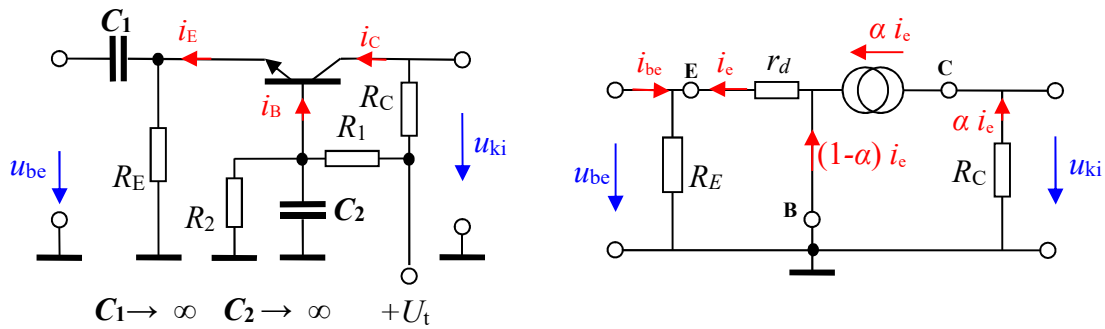 C1
iE
iC
iB
RC
R1
ube
RE
R2
C2
uki
C1→ ∞ C2 → ∞ +Ut
α ie
ibe E ie rd C
ube
RE
(1-α) ie
α ie
RC
uki
B